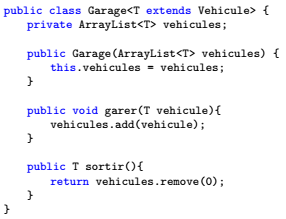 public class Garage<T extends Vehicule> {
    private ArrayList<T> vehicules;

    public Garage(ArrayList<T> vehicules) {
        this.vehicules = vehicules;
    }

    public void garer(T vehicule){
        vehicules.add(vehicule);
    }

    public T sortir(){
        return vehicules.remove(0);
    }
}